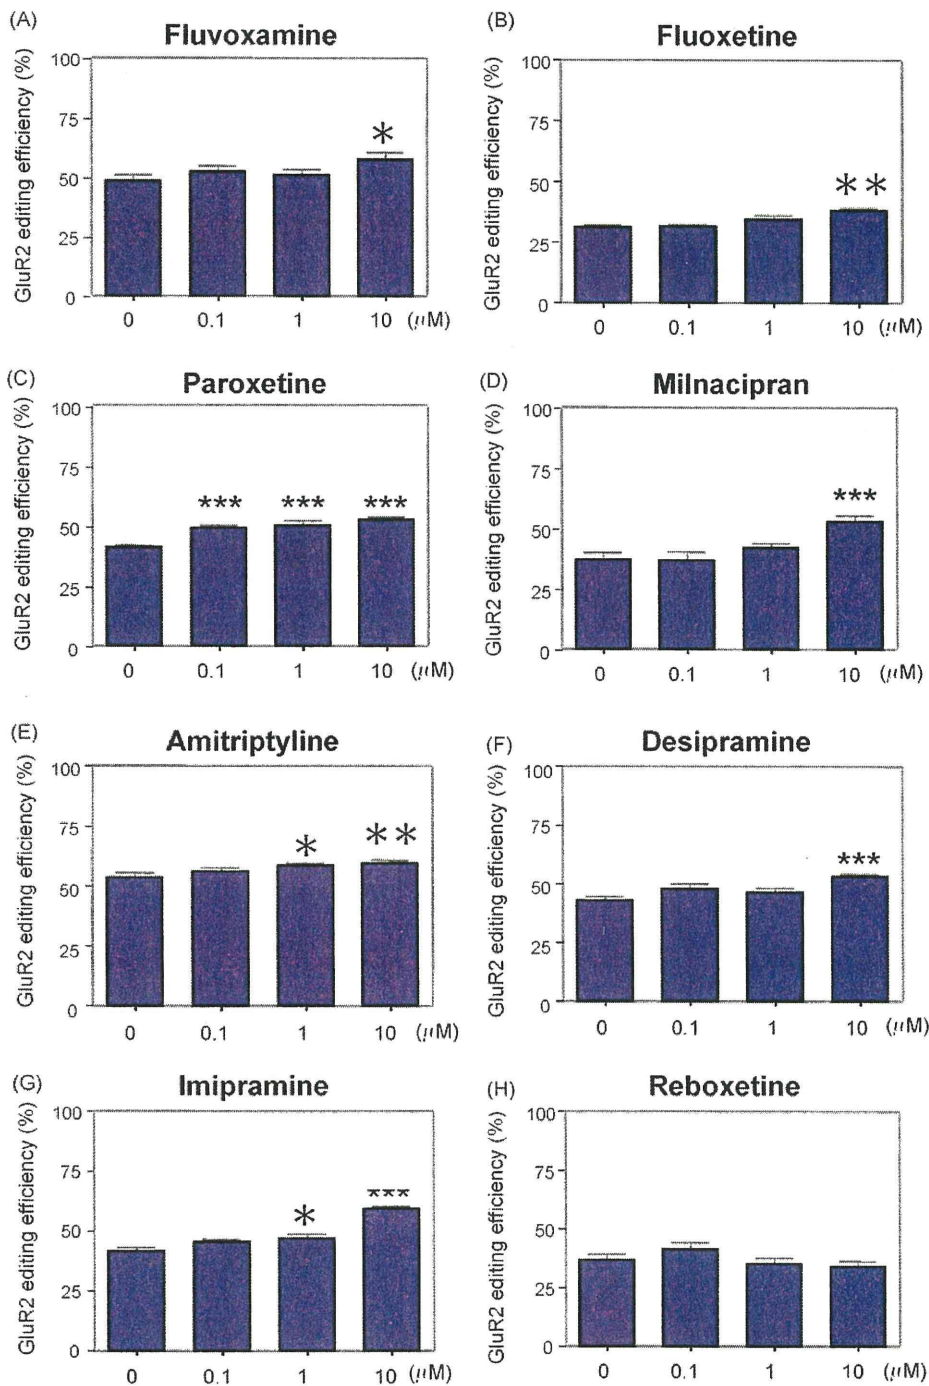 (A)
Fluvoxamine
GluR2 editing efficiency (%)
100
75
50
25
0
*
0 0.1 1 10 (μM)
(B)
Fluoxetine
GluR2 editing efficiency (%)
100
75
50
25
0
**
0 0.1 1 10 (μM)
(C)
Paroxetine
GluR2 editing efficiency (%)
100
75
50
25
0
*** *** ***
0 0.1 1 10 (μM)
(D)
Milnacipran
GluR2 editing efficiency (%)
100
75
50
25
0
***
0 0.1 1 10 (μM)
(E)
Amitriptyline
GluR2 editing efficiency (%)
100
75
50
25
0
* **
0 0.1 1 10 (μM)
(F)
Desipramine
GluR2 editing efficiency (%)
100
75
50
25
0
***
0 0.1 1 10 (μM)
(G)
Imipramine
GluR2 editing efficiency (%)
100
75
50
25
0
* ***
0 0.1 1 10 (μM)
(H)
Reboxetine
GluR2 editing efficiency (%)
100
75
50
25
0
0 0.1 1 10 (μM)